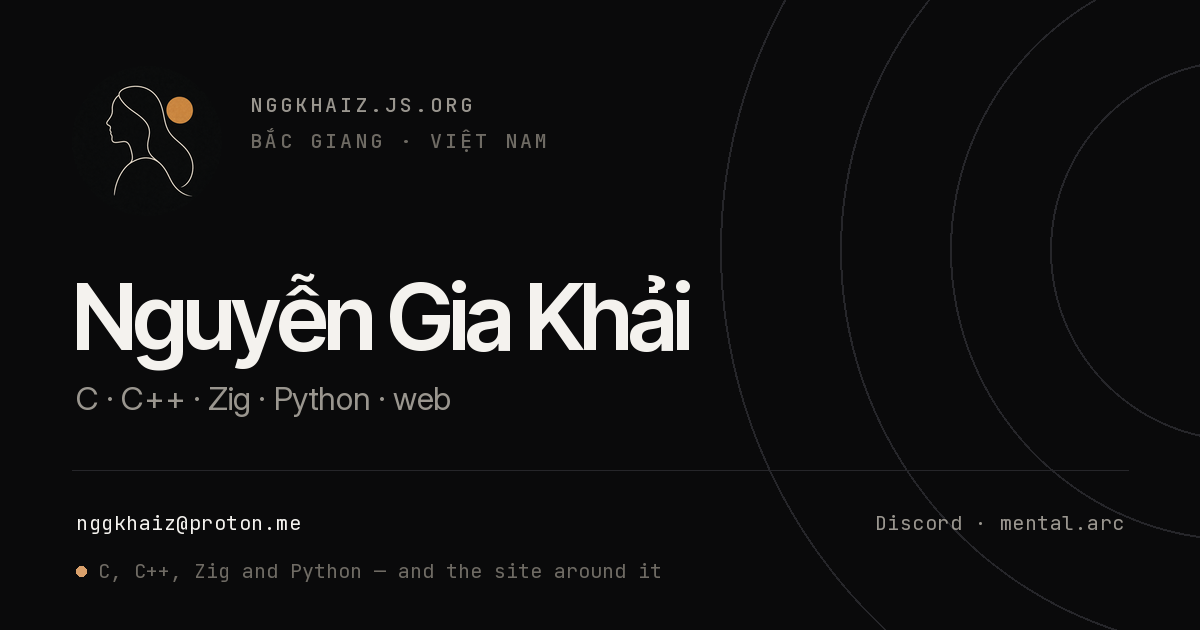 NGGKHAIZ.JS.ORG
BẮC GIANG · VIỆT NAM
Nguyễn Gia Khải
C · C++ · Zig · Python · web
nggkhaiz@proton.me
Discord · mental.arc
C, C++, Zig and Python — and the site around it